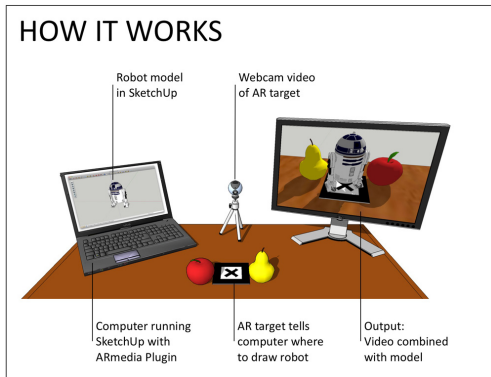 HOW IT WORKS
Robot model
in SketchUp
Webcam video
of AR target
Computer running
SketchUp with
ARmedia Plugin
AR target tells
computer where
to draw robot
Output:
Video combined
with model